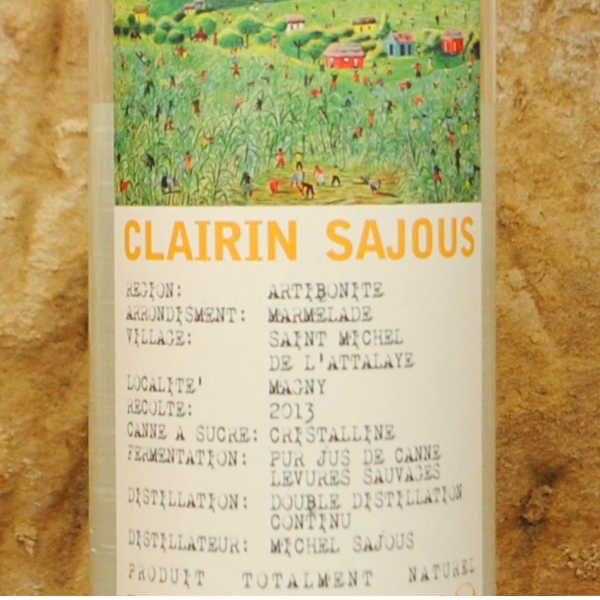 CLAIRIN SAJOUS
REGION: ARTIBONITE
ARRONDISMENT: MARMELADE
VILLAGE: SAINT MICHEL
DE L'ATTALAYE
LOCALITE' MAGNY
RECOLTE: 2013
CANNE A SUCRE: CRISTALLINE
FERMENTATION: PUR JUS DE CANNE
LEVURES SAUVAGES
DISTILLATION: DOUBLE DISTILLATION
CONTINU
DISTILLATEUR: MICHEL SAJOUS
PRODUIT TOTALMENT NATUREL